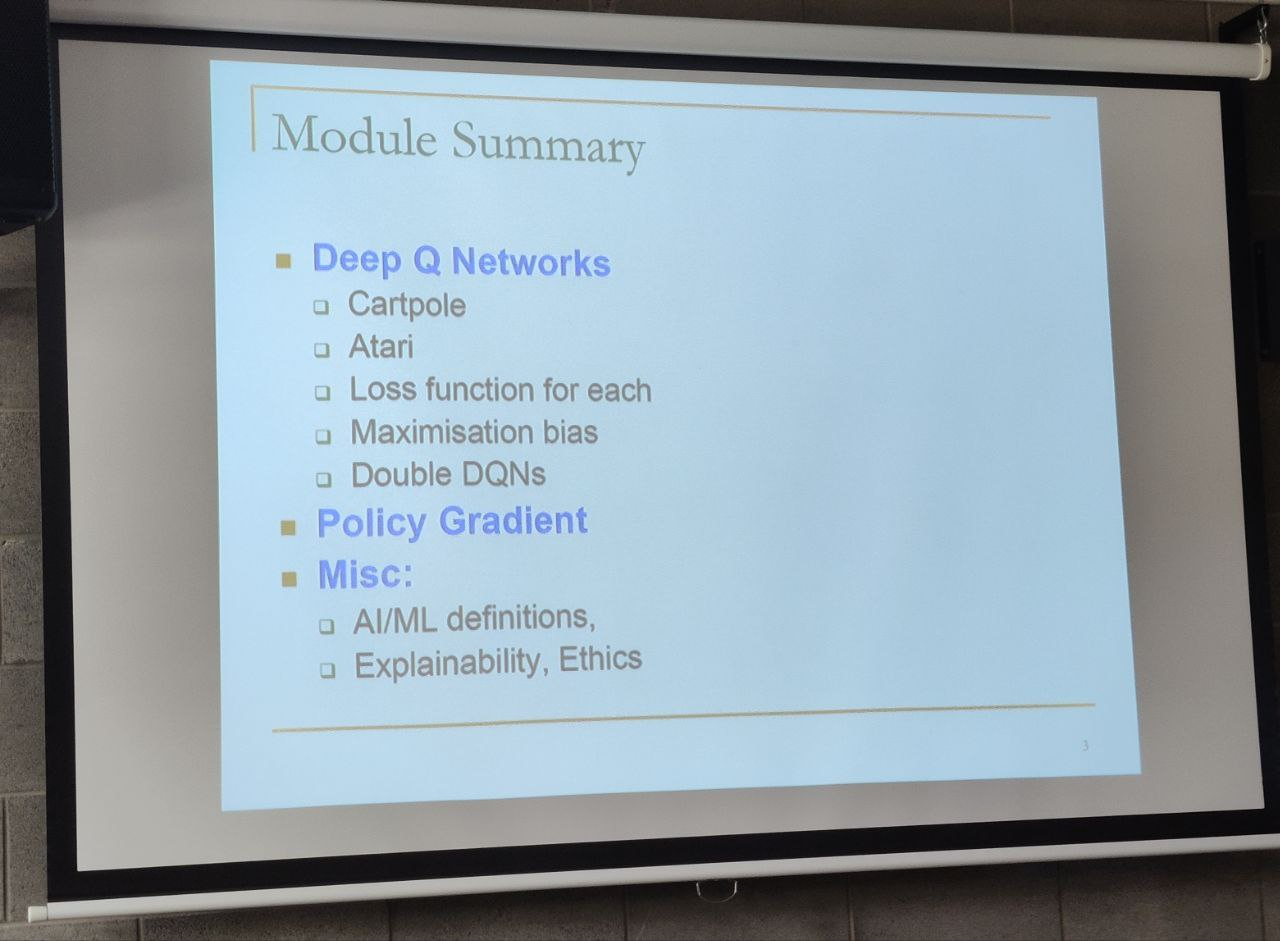 Module Summary
Deep Q Networks
Cartpole
Atari
Loss function for each
Maximisation bias
Double DQNs
Policy Gradient
Misc:
AI/ML definitions,
Explainability, Ethics
3